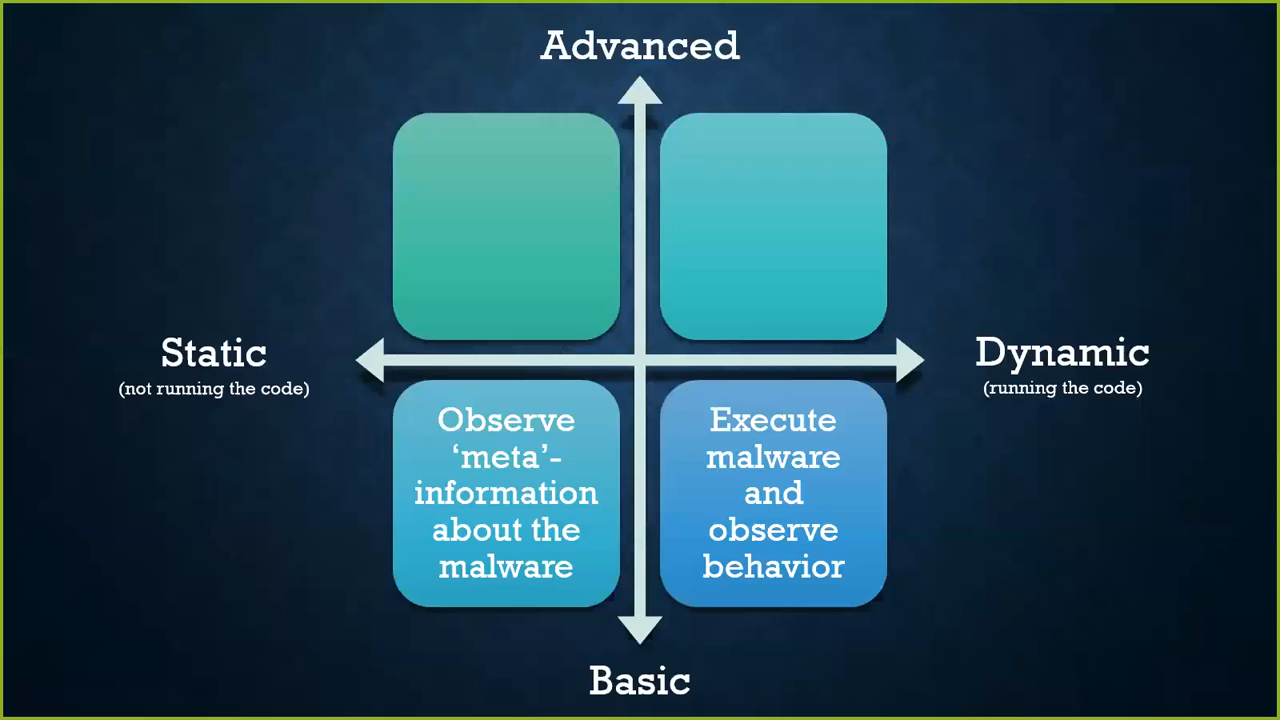 Advanced
Static
(not running the code)
Dynamic
(running the code)
Observe
‘meta’-
information
about the
malware
Execute
malware
and
observe
behavior
Basic